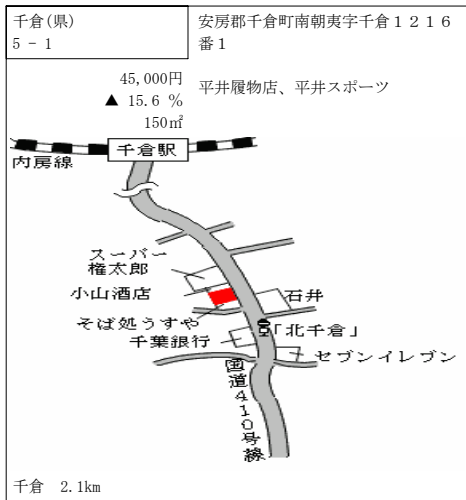 千倉(県)
5 - 1
安房郡千倉町南朝夷字千倉１２１６
番１
45,000円
▲ 15.6 %
150㎡
平井履物店、平井スポーツ
千倉駅
内房線
スーパー
権太郎
小山酒店
石井
そば処うすや
「北千倉」
千葉銀行
セブンイレブン
国道410号線
千倉　2.1km